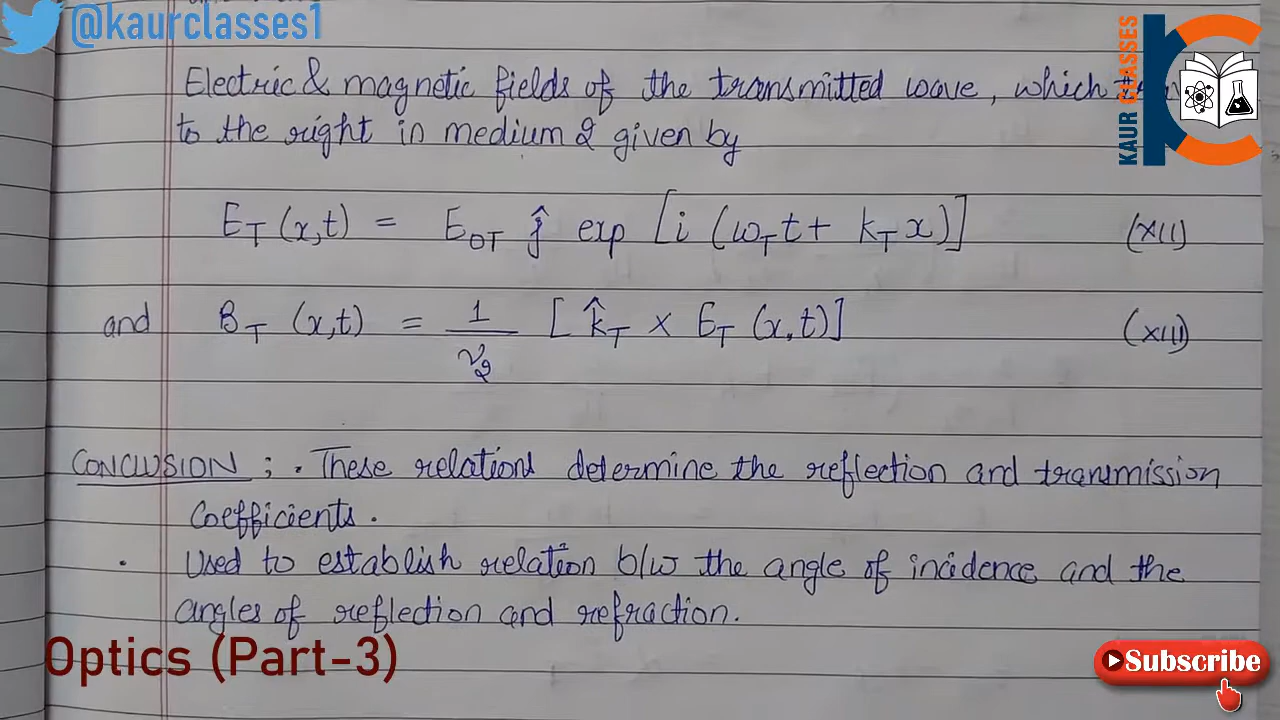 @kaurclasses1
KAUR CLASSES
Electric & magnetic fields of the transmitted wave, which
to the right in medium 2 given by
E_T (x,t) = E_OT ĵ exp [i (ω_T t + k_T x)] (XII)
and B_T (x,t) = 1/v_2 [k̂_T × E_T (x,t)] (XIII)
CONCLUSION ; . These relations determine the reflection and transmission
Coefficients.
. Used to establish relation b/w the angle of incidence and the
angles of reflection and refraction.
Optics (Part-3)
Subscribe